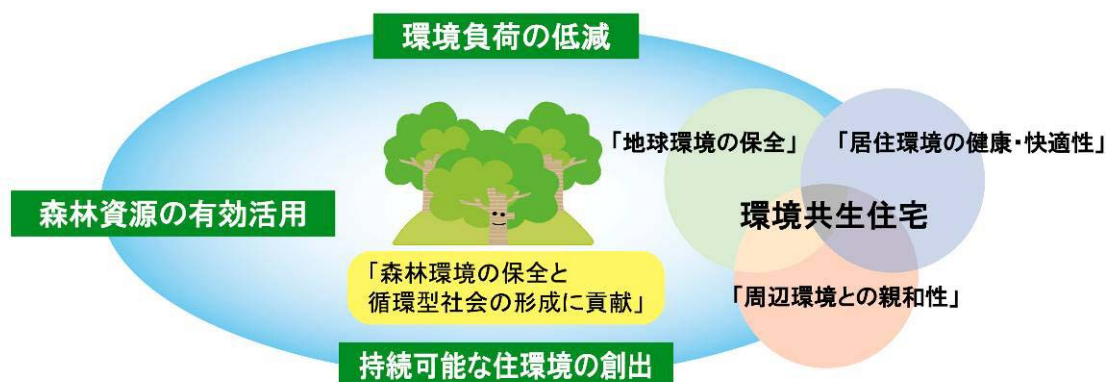 環境負荷の低減
「地球環境の保全」
「居住環境の健康・快適性」
森林資源の有効活用
環境共生住宅
「森林環境の保全と
循環型社会の形成に貢献」
「周辺環境との親和性」
持続可能な住環境の創出